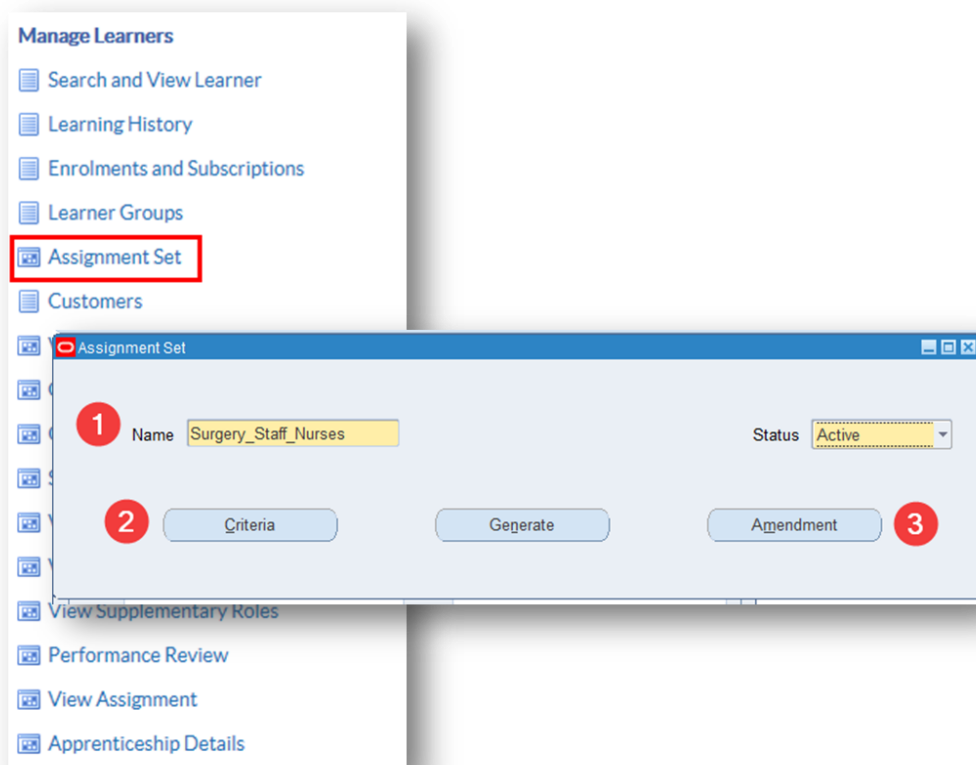 Manage Learners
Search and View Learner
Learning History
Enrolments and Subscriptions
Learner Groups
Assignment Set
Customers
Assignment Set
1 Name Surgery_Staff_Nurses Status Active
2 Criteria Generate Amendment 3
View Supplementary Roles
Performance Review
View Assignment
Apprenticeship Details